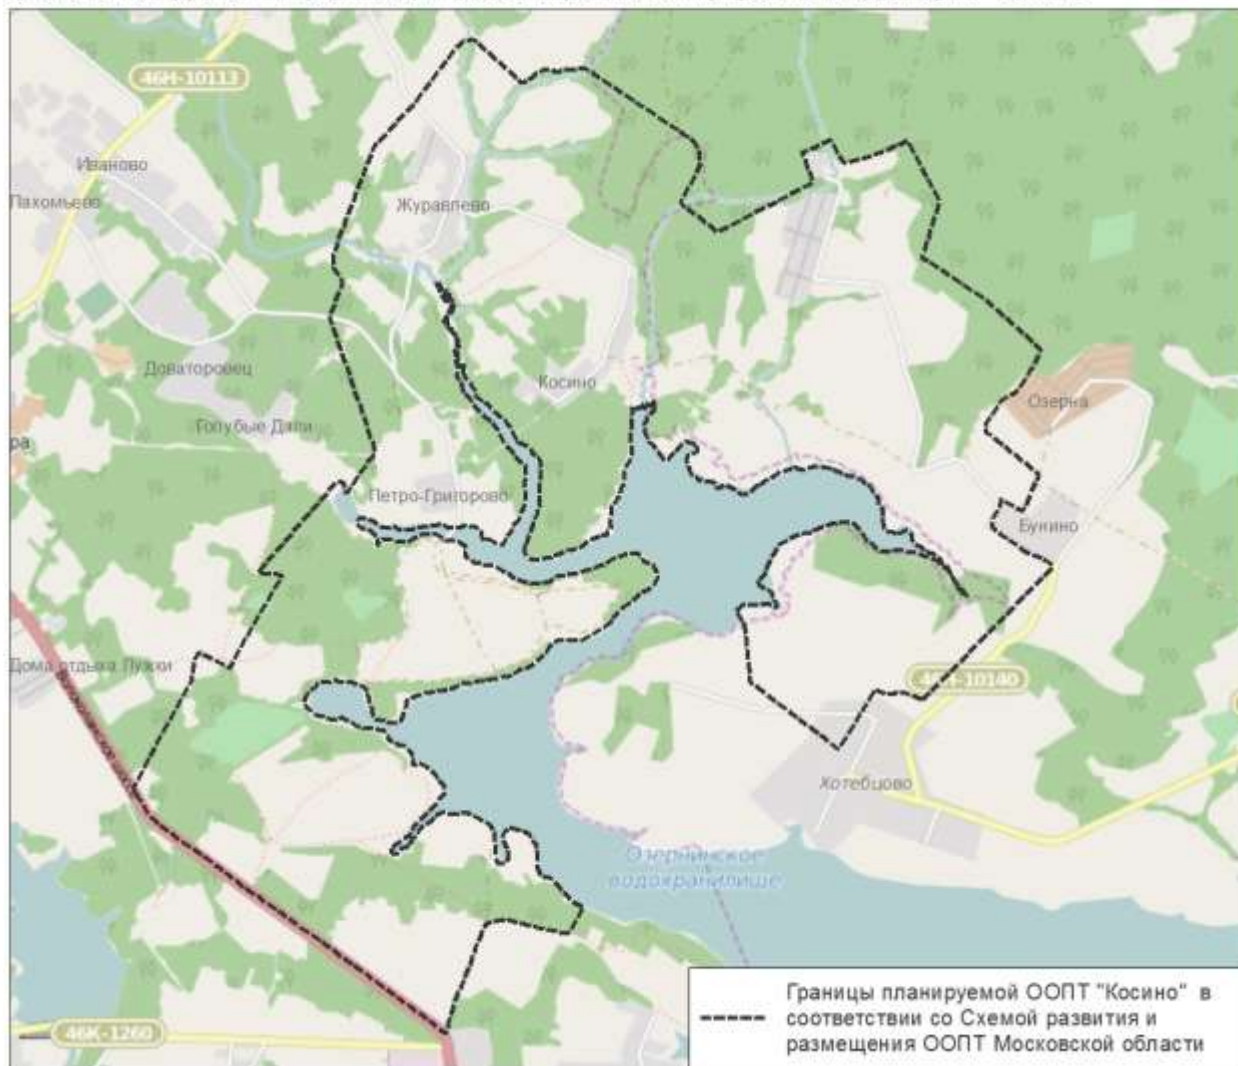 46Н-10113
Иваново
Пахомьево
Журавлево
Доваторовец
Косино
Озерна
Голубые Дали
ра
Петро-Григорово
Бунино
Дома отдыха Лужки
46Н-10140
Хотебцово
Озернинское
водохранилище
46К-1260
Границы планируемой ООПТ "Косино" в
соответствии со Схемой развития и
размещения ООПТ Московской области